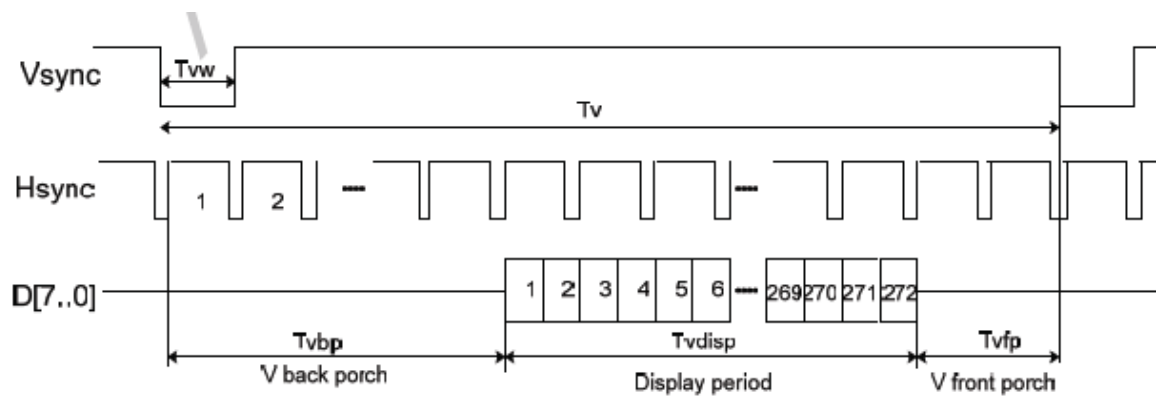 Vsync
Tvw
Tv
Hsync
1 2 ----
----
D[7..0]
1 2 3 4 5 6 ---- 269 270 271 272
Tvbp Tvdisp Tvfp
V back porch Display period V front porch